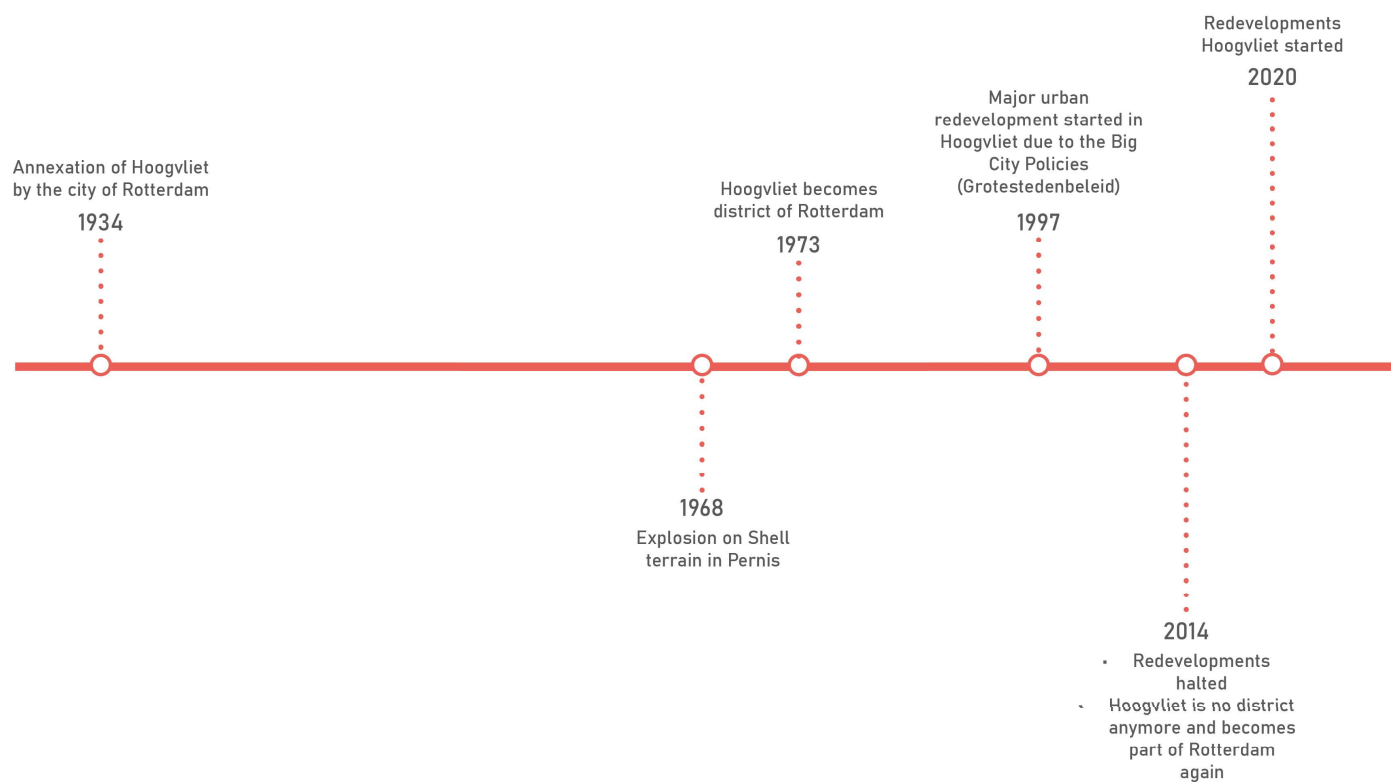 Annexation of Hoogvliet
by the city of Rotterdam
1934
Explosion on Shell
terrain in Pernis
1968
Hoogvliet becomes
district of Rotterdam
1973
Major urban
redevelopment started in
Hoogvliet due to the Big
City Policies
(Grotestedenbeleid)
1997
2014
• Redevelopments
halted
• Hoogvliet is no district
anymore and becomes
part of Rotterdam
again
Redevelopments
Hoogvliet started
2020